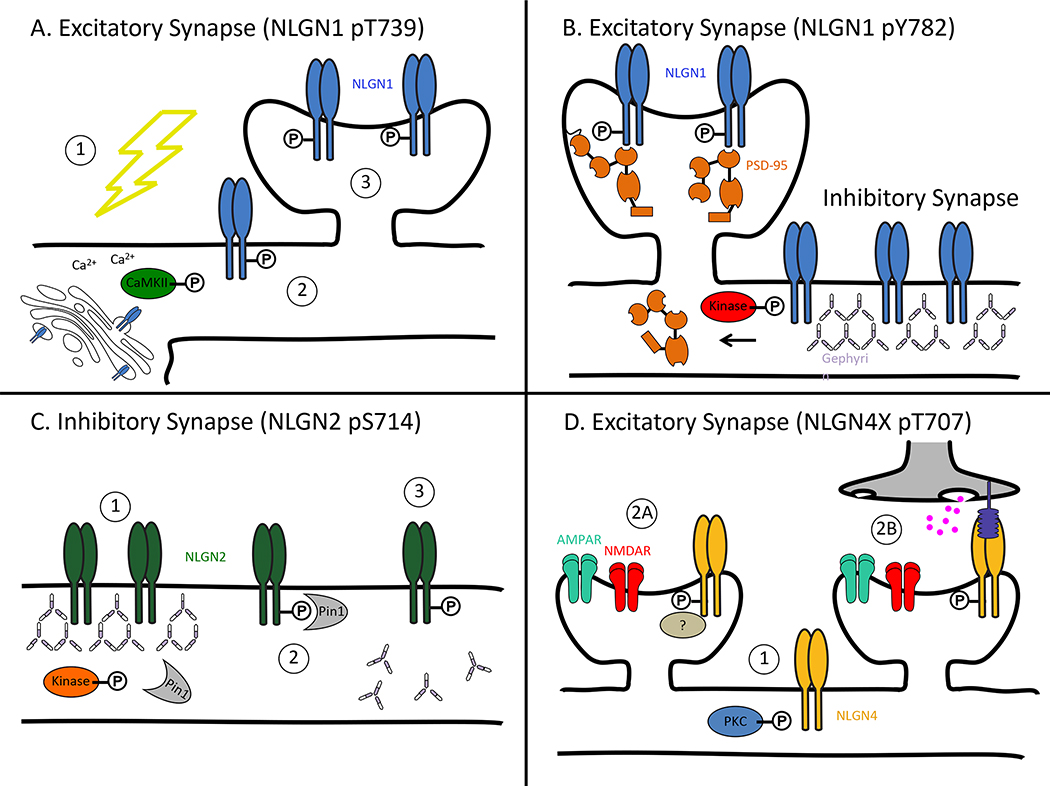 A. Excitatory Synapse (NLGN1 pT739)
NLGN1
1
P
P
3
P
Ca2+
Ca2+
CaMKII
P
2
B. Excitatory Synapse (NLGN1 pY782)
NLGN1
P
P
PSD-95
Inhibitory Synapse
Kinase
P
Gephyri
n
C. Inhibitory Synapse (NLGN2 pS714)
1
3
NLGN2
P
Pin1
P
2
Kinase
P
Pin1
D. Excitatory Synapse (NLGN4X pT707)
2A
2B
AMPAR
NMDAR
P
P
?
1
PKC
P
NLGN4